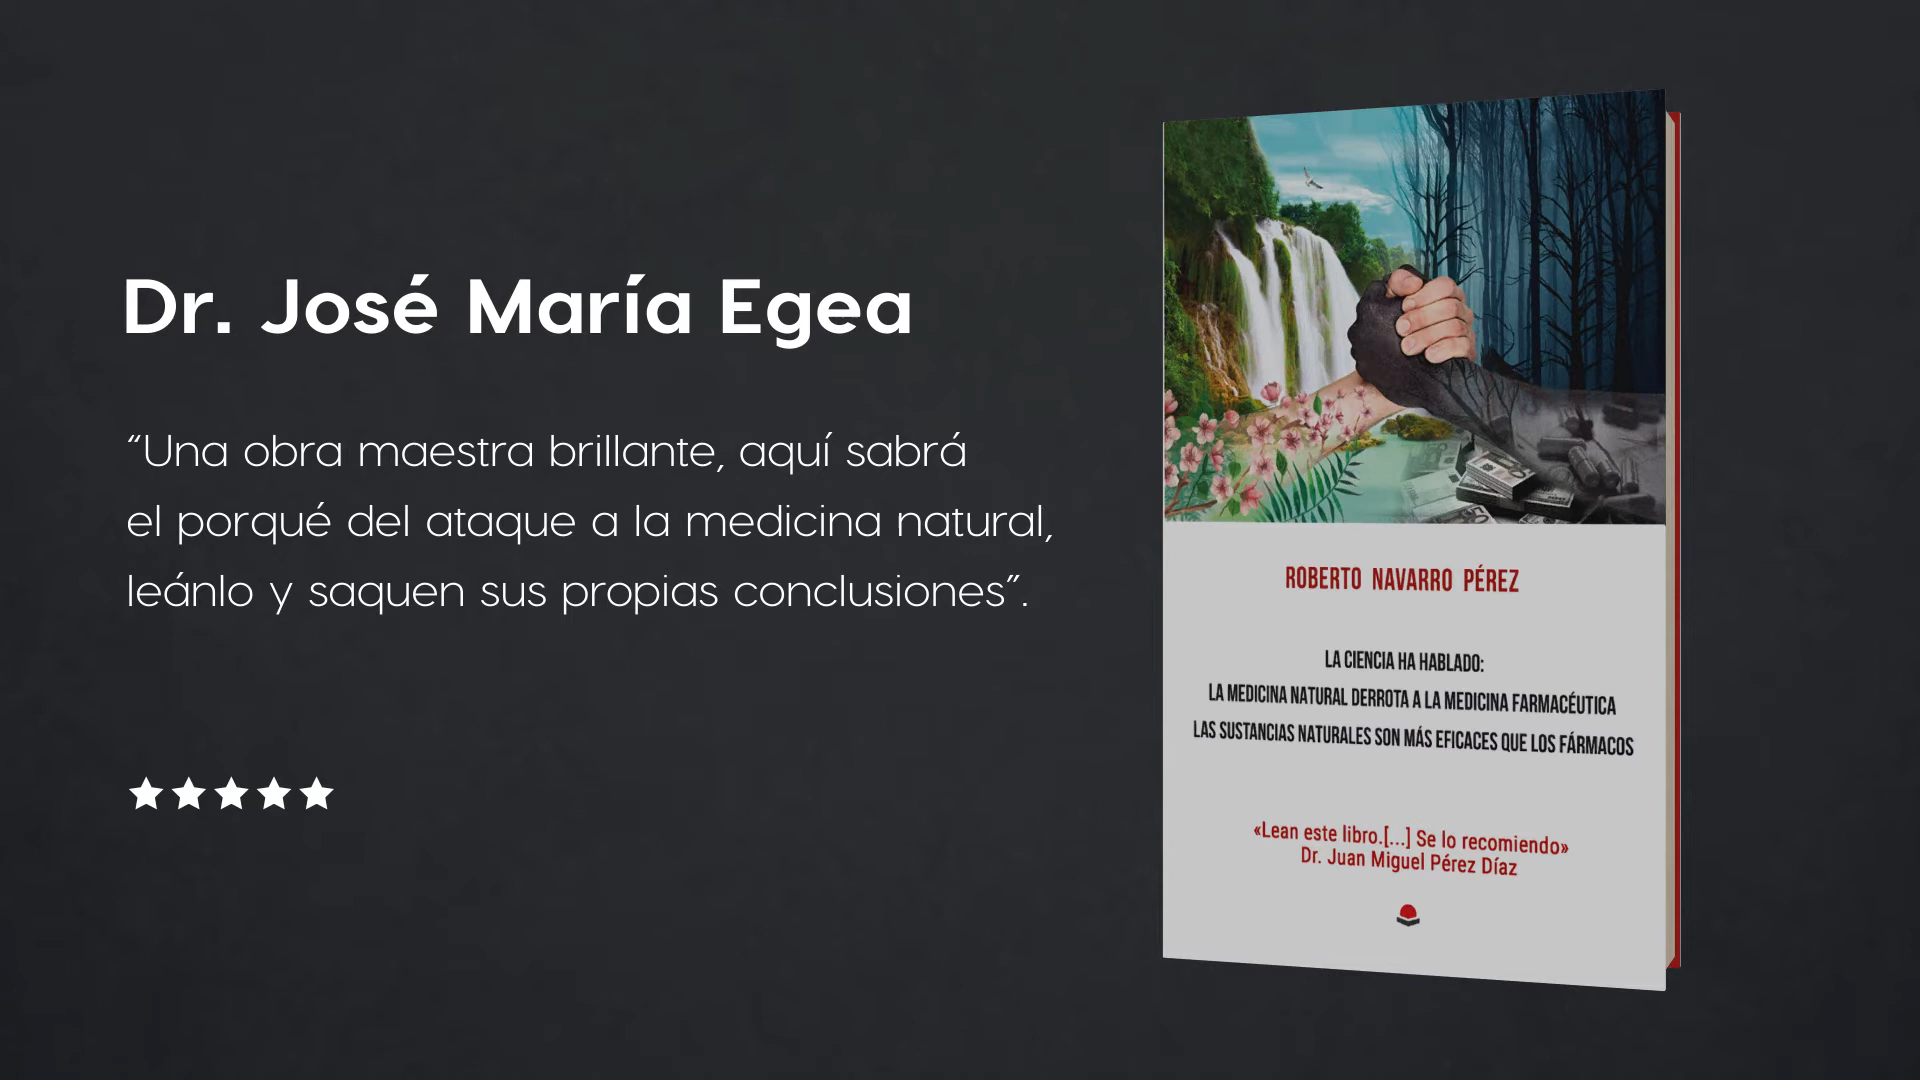 Dr. José María Egea
“Una obra maestra brillante, aquí sabrá
el porqué del ataque a la medicina natural,
leánlo y saquen sus propias conclusiones”.
ROBERTO NAVARRO PÉREZ
LA CIENCIA HA HABLADO:
LA MEDICINA NATURAL DERROTA A LA MEDICINA FARMACÉUTICA
LAS SUSTANCIAS NATURALES SON MÁS EFICACES QUE LOS FÁRMACOS
«Lean este libro.[...] Se lo recomiendo»
Dr. Juan Miguel Pérez Díaz